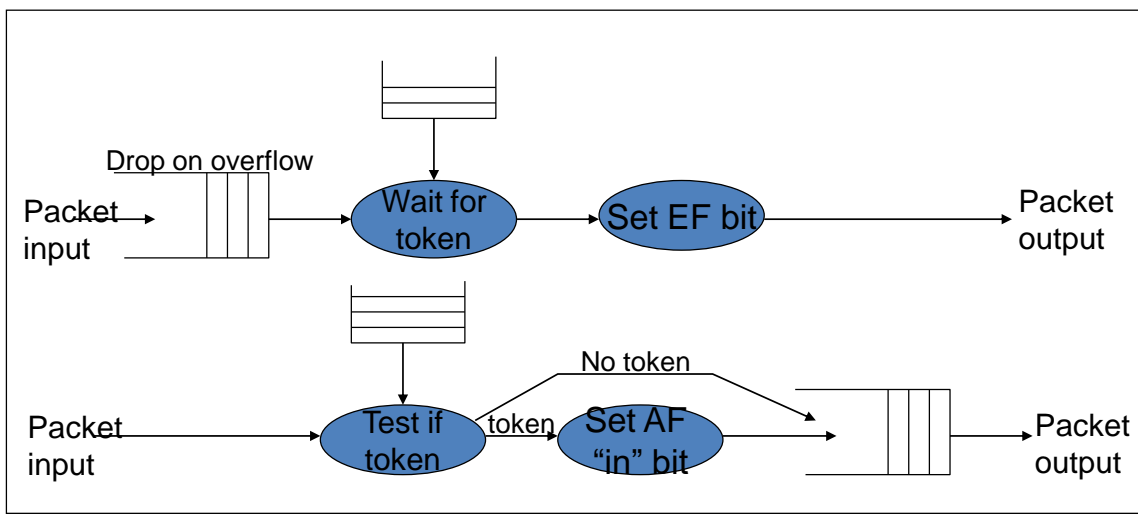 Drop on overflow
Packet
input
Wait for
token
Set EF bit
Packet
output
No token
Packet
input
Test if
token
token
Set AF
“in” bit
Packet
output